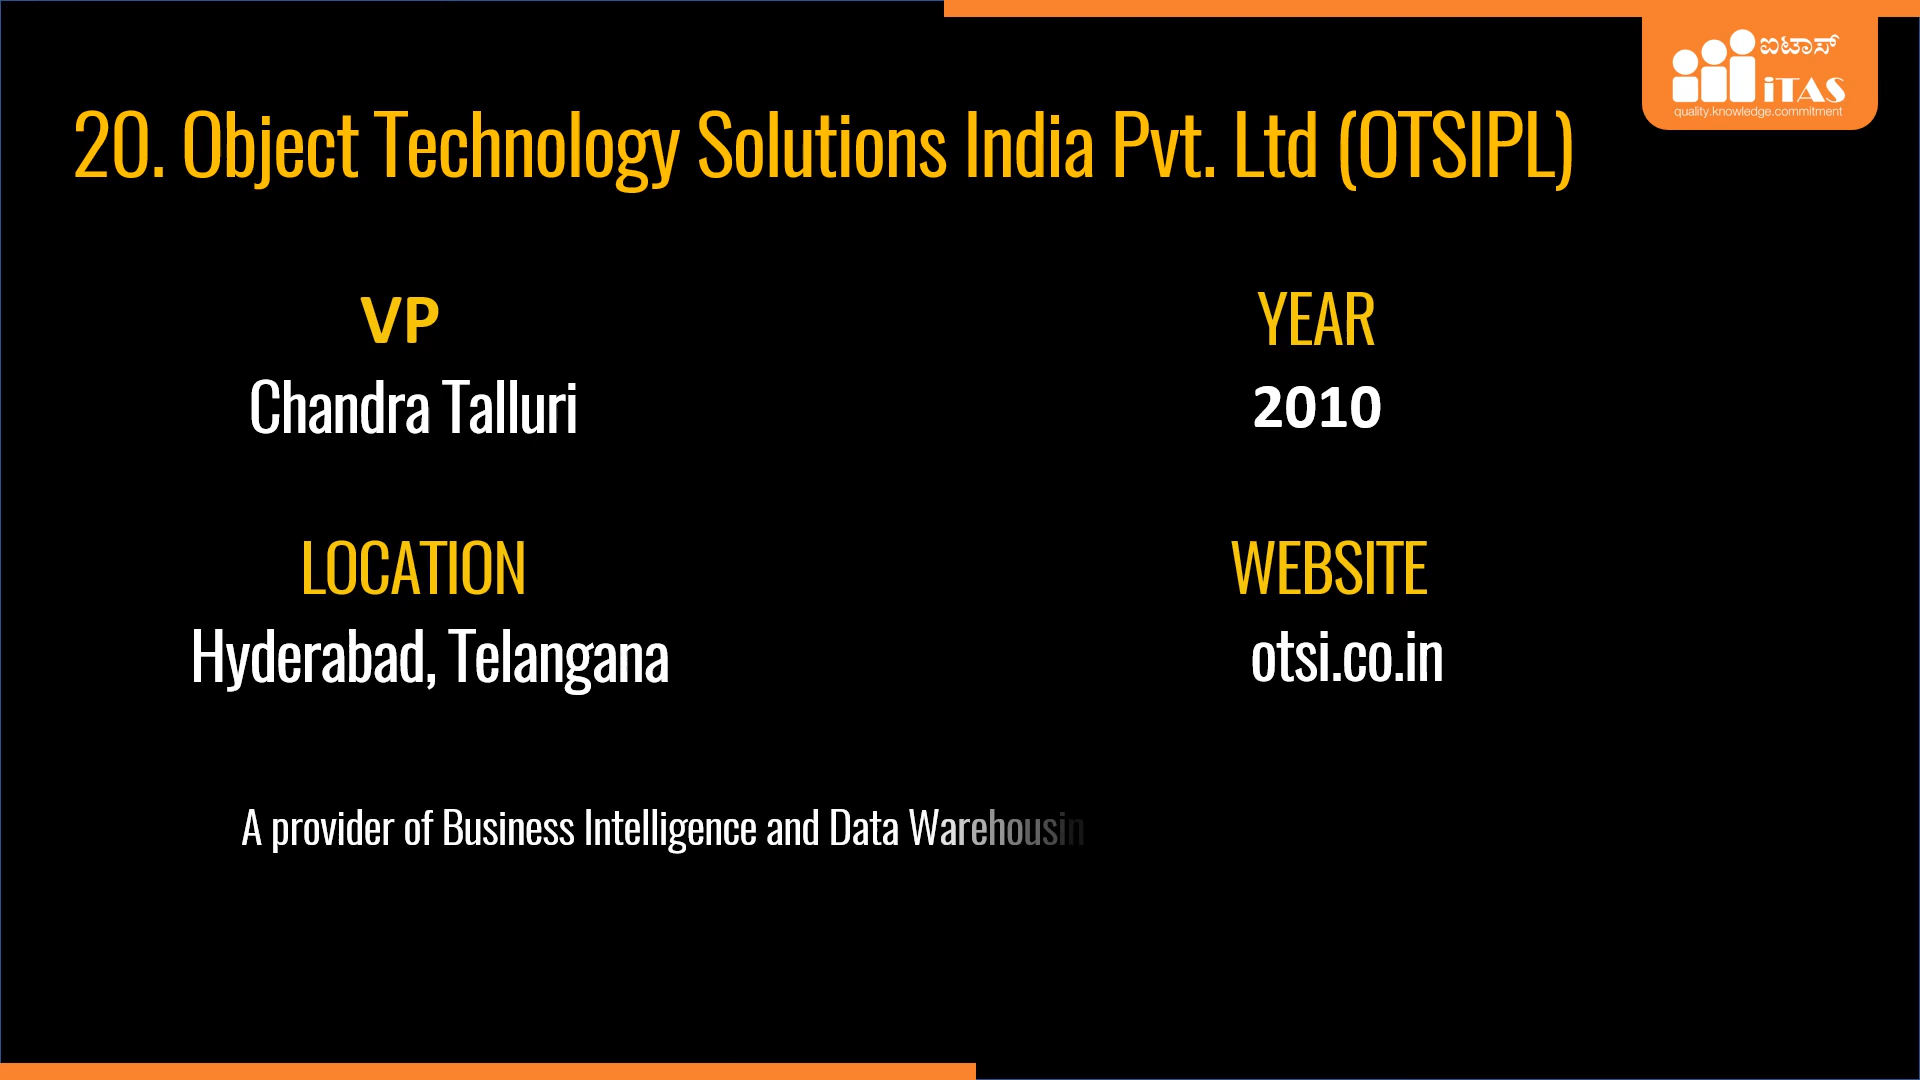 ಐಟಾಸ್
iTAS
quality.knowledge.commitment
20. Object Technology Solutions India Pvt. Ltd (OTSIPL)
VP
Chandra Talluri
YEAR
2010
LOCATION
Hyderabad, Telangana
WEBSITE
otsi.co.in
A provider of Business Intelligence and Data Warehousin